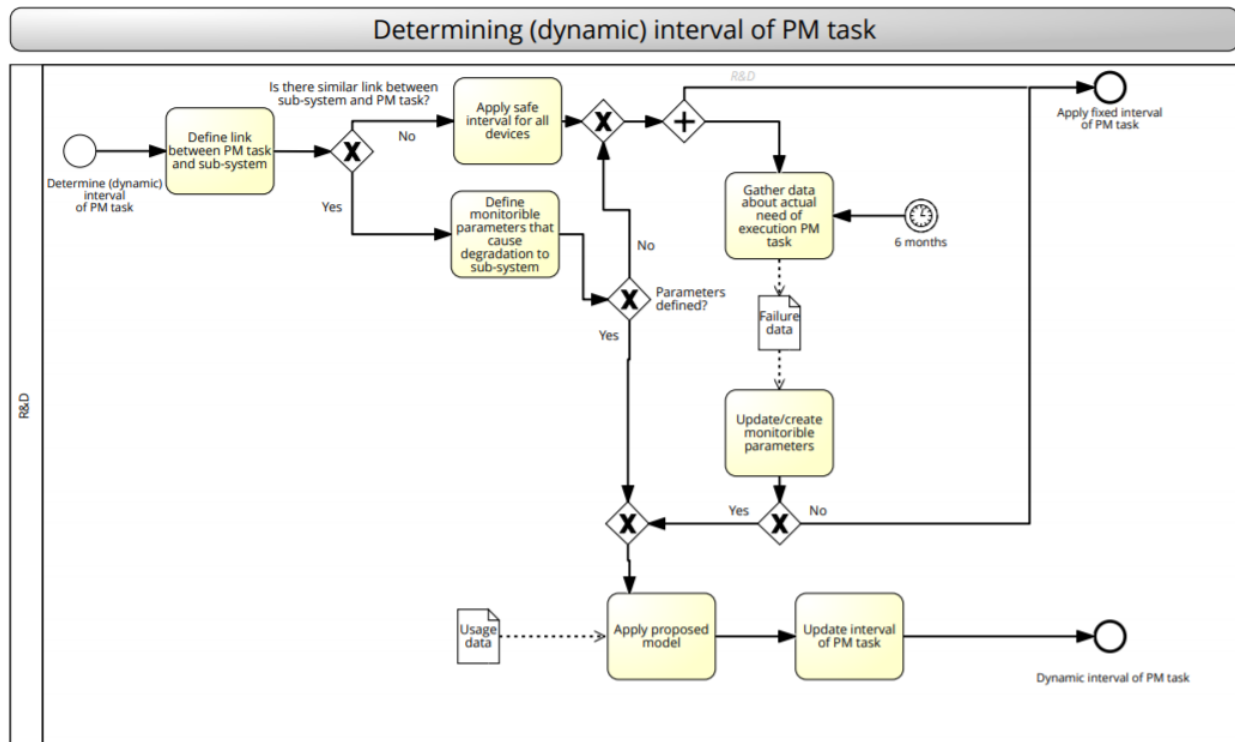 Determining (dynamic) interval of PM task
R&D
R&D
Is there similar link between
sub-system and PM task?
Define link
between PM task
and sub-system
No
Apply safe
interval for all
devices
Apply fixed interval
of PM task
Determine (dynamic)
interval
of PM task
Yes
Define
monitorible
parameters that
cause
degradation to
sub-system
No
Gather data
about actual
need of
execution PM
task
6 months
Parameters
defined?
Yes
Failure
data
Update/create
monitorible
parameters
Yes
No
Usage
data
Apply proposed
model
Update interval
of PM task
Dynamic interval of PM task